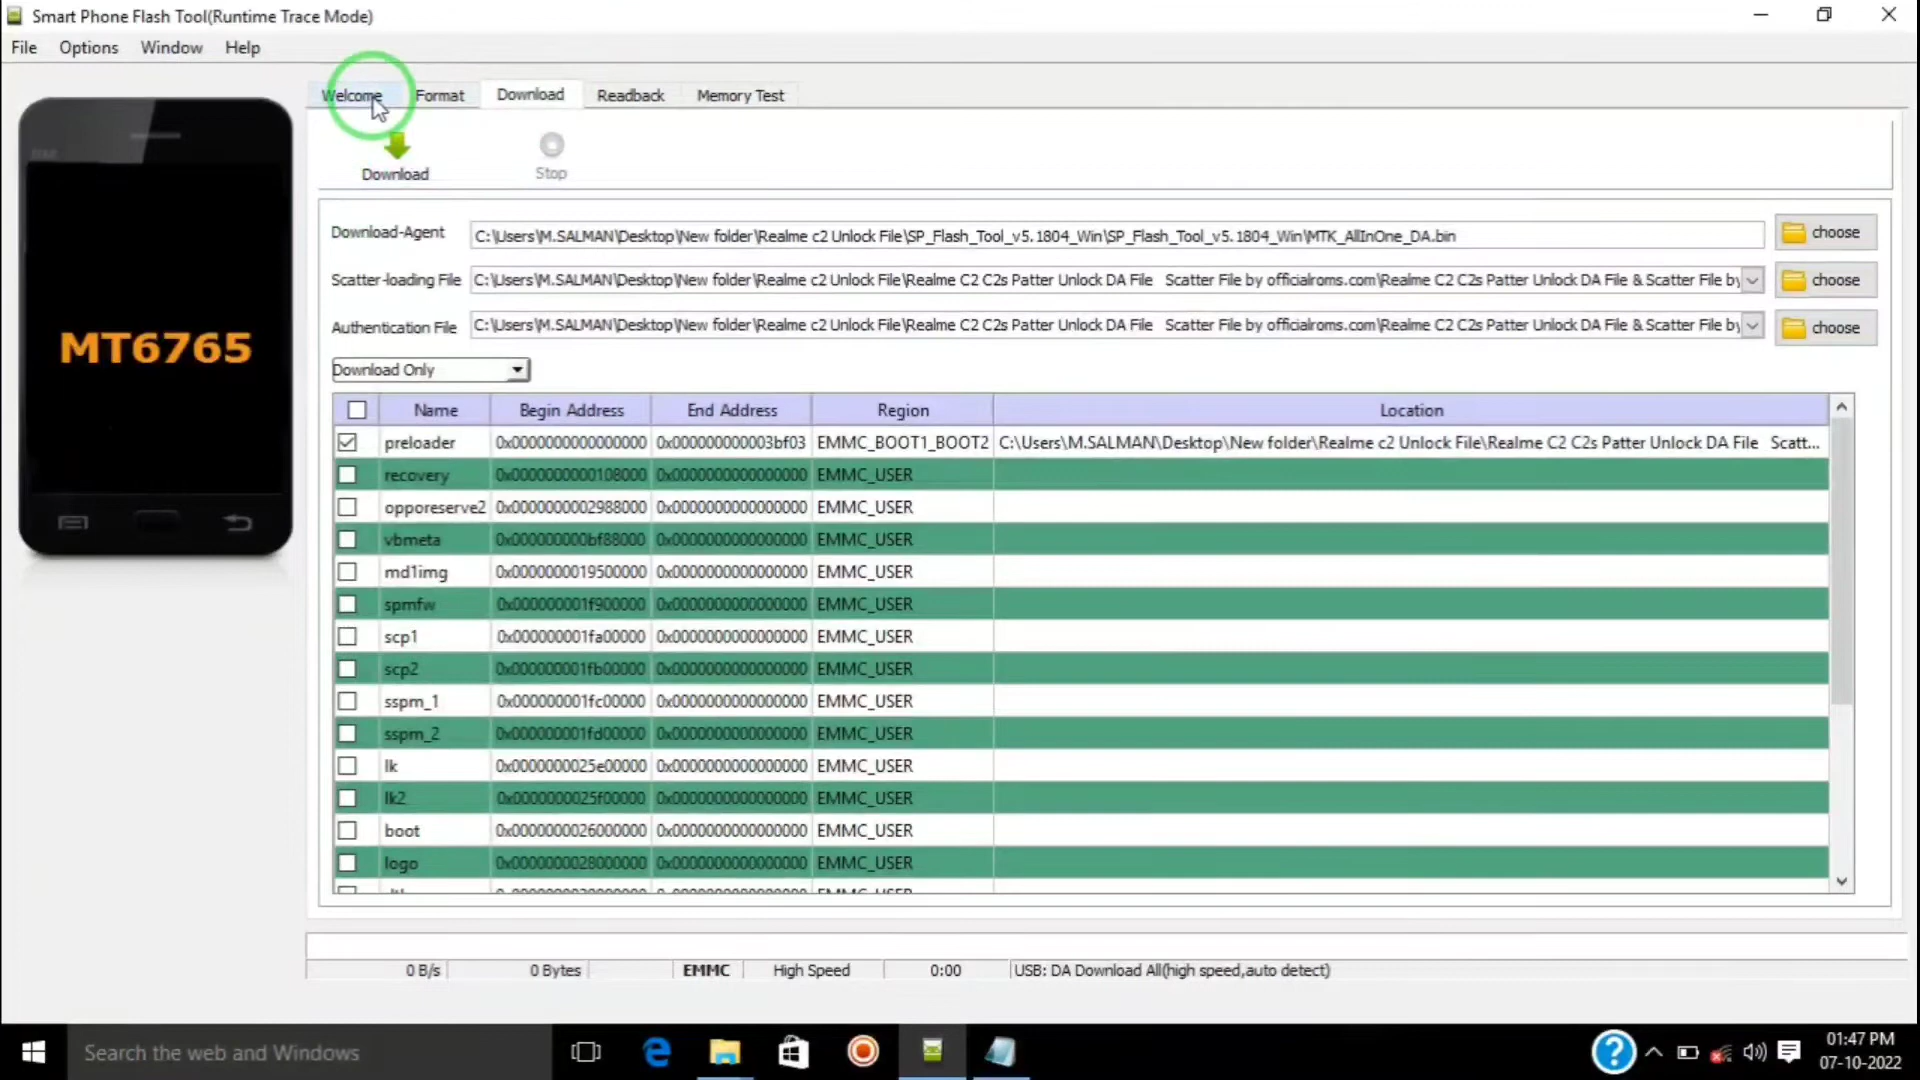 Smart Phone Flash Tool(Runtime Trace Mode)
File Options Window Help
Welcome Format Download Readback Memory Test
Download Stop
Download-Agent C:\Users\M.SALMAN\Desktop\New folder\Realme c2 Unlock File\SP_Flash_Tool_v5.1804_Win\SP_Flash_Tool_v5.1804_Win\MTK_AllInOne_DA.bin choose
Scatter-loading File C:\Users\M.SALMAN\Desktop\New folder\Realme c2 Unlock File\Realme C2 C2s Patter Unlock DA File Scatter File by officialroms.com\Realme C2 C2s Patter Unlock DA File & Scatter File by choose
Authentication File C:\Users\M.SALMAN\Desktop\New folder\Realme c2 Unlock File\Realme C2 C2s Patter Unlock DA File Scatter File by officialroms.com\Realme C2 C2s Patter Unlock DA File & Scatter File by choose
MT6765
Download Only
Name Begin Address End Address Region Location
preloader 0x0000000000000000 0x000000000003bf03 EMMC_BOOT1_BOOT2 C:\Users\M.SALMAN\Desktop\New folder\Realme c2 Unlock File\Realme C2 C2s Patter Unlock DA File Scatt...
recovery 0x0000000000108000 0x0000000000000000 EMMC_USER
opporeserve2 0x0000000002988000 0x0000000000000000 EMMC_USER
vbmeta 0x000000000bf88000 0x0000000000000000 EMMC_USER
md1img 0x0000000019500000 0x0000000000000000 EMMC_USER
spmfw 0x000000001f900000 0x0000000000000000 EMMC_USER
scp1 0x000000001fa00000 0x0000000000000000 EMMC_USER
scp2 0x000000001fb00000 0x0000000000000000 EMMC_USER
sspm_1 0x000000001fc00000 0x0000000000000000 EMMC_USER
sspm_2 0x000000001fd00000 0x0000000000000000 EMMC_USER
lk 0x0000000025e00000 0x0000000000000000 EMMC_USER
lk2 0x0000000025f00000 0x0000000000000000 EMMC_USER
boot 0x0000000026000000 0x0000000000000000 EMMC_USER
logo 0x0000000028000000 0x0000000000000000 EMMC_USER
0 B/s 0 Bytes EMMC High Speed 0:00 USB: DA Download All(high speed,auto detect)
Search the web and Windows
01:47 PM
07-10-2022